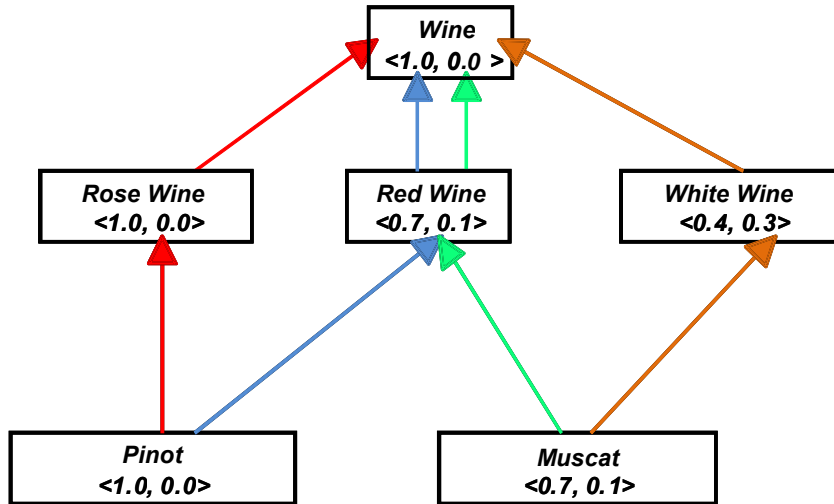 Wine
<1.0, 0.0 >
Rose Wine
<1.0, 0.0>
Red Wine
<0.7, 0.1>
White Wine
<0.4, 0.3>
Pinot
<1.0, 0.0>
Muscat
<0.7, 0.1>